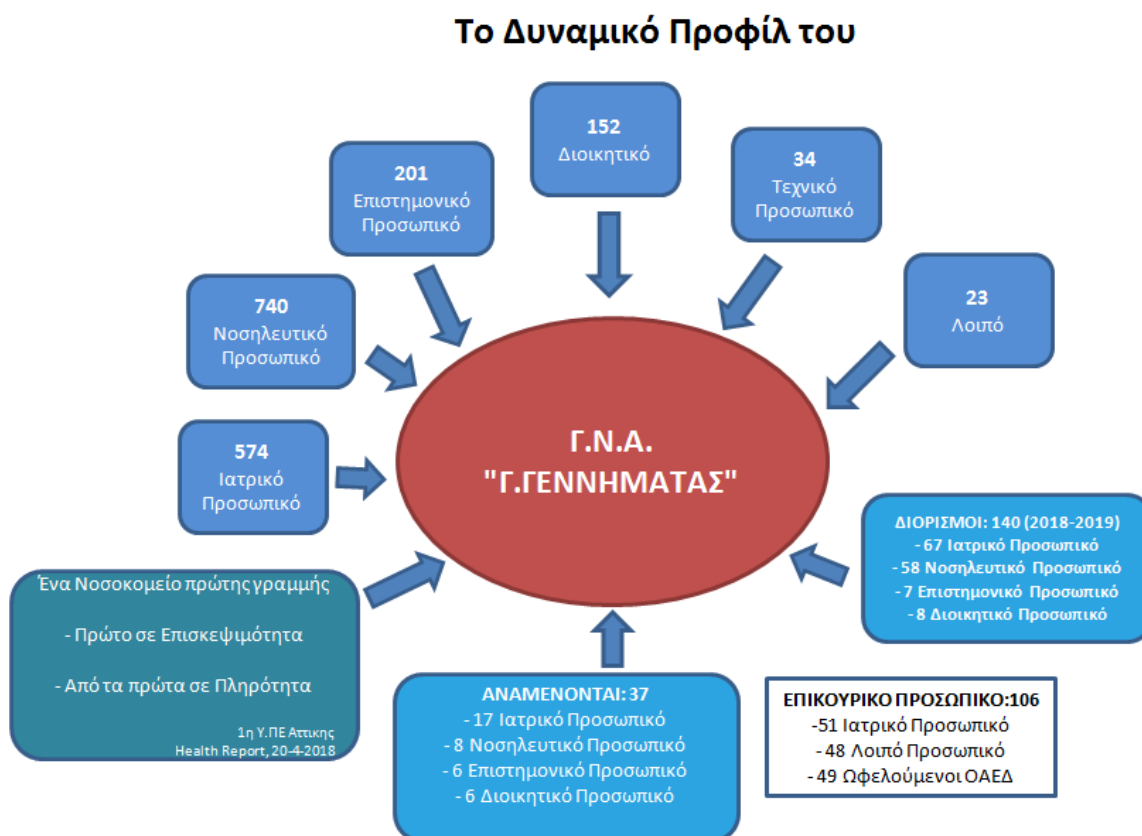 Το Δυναμικό Προφίλ του
152
Διοικητικό
34
Τεχνικό
Προσωπικό
201
Επιστημονικό
Προσωπικό
23
Λοιπό
740
Νοσηλευτικό
Προσωπικό
574
Ιατρικό
Προσωπικό
Γ.Ν.Α.
"Γ.ΓΕΝΝΗΜΑΤΑΣ"
ΔΙΟΡΙΣΜΟΙ: 140 (2018-2019)
- 67 Ιατρικό Προσωπικό
- 58 Νοσηλευτικό Προσωπικό
- 7 Επιστημονικό Προσωπικό
- 8 Διοικητικό Προσωπικό
Ένα Νοσοκομείο πρώτης γραμμής
- Πρώτο σε Επισκεψιμότητα
- Από τα πρώτα σε Πληρότητα
1η Υ.ΠΕ Αττικης
Health Report, 20-4-2018
ΑΝΑΜΕΝΟΝΤΑΙ: 37
- 17 Ιατρικό Προσωπικό
- 8 Νοσηλευτικό Προσωπικό
- 6 Επιστημονικό Προσωπικό
- 6 Διοικητικό Προσωπικό
ΕΠΙΚΟΥΡΙΚΟ ΠΡΟΣΩΠΙΚΟ:106
-51 Ιατρικό Προσωπικό
- 48 Λοιπό Προσωπικό
- 49 Ωφελούμενοι ΟΑΕΔ